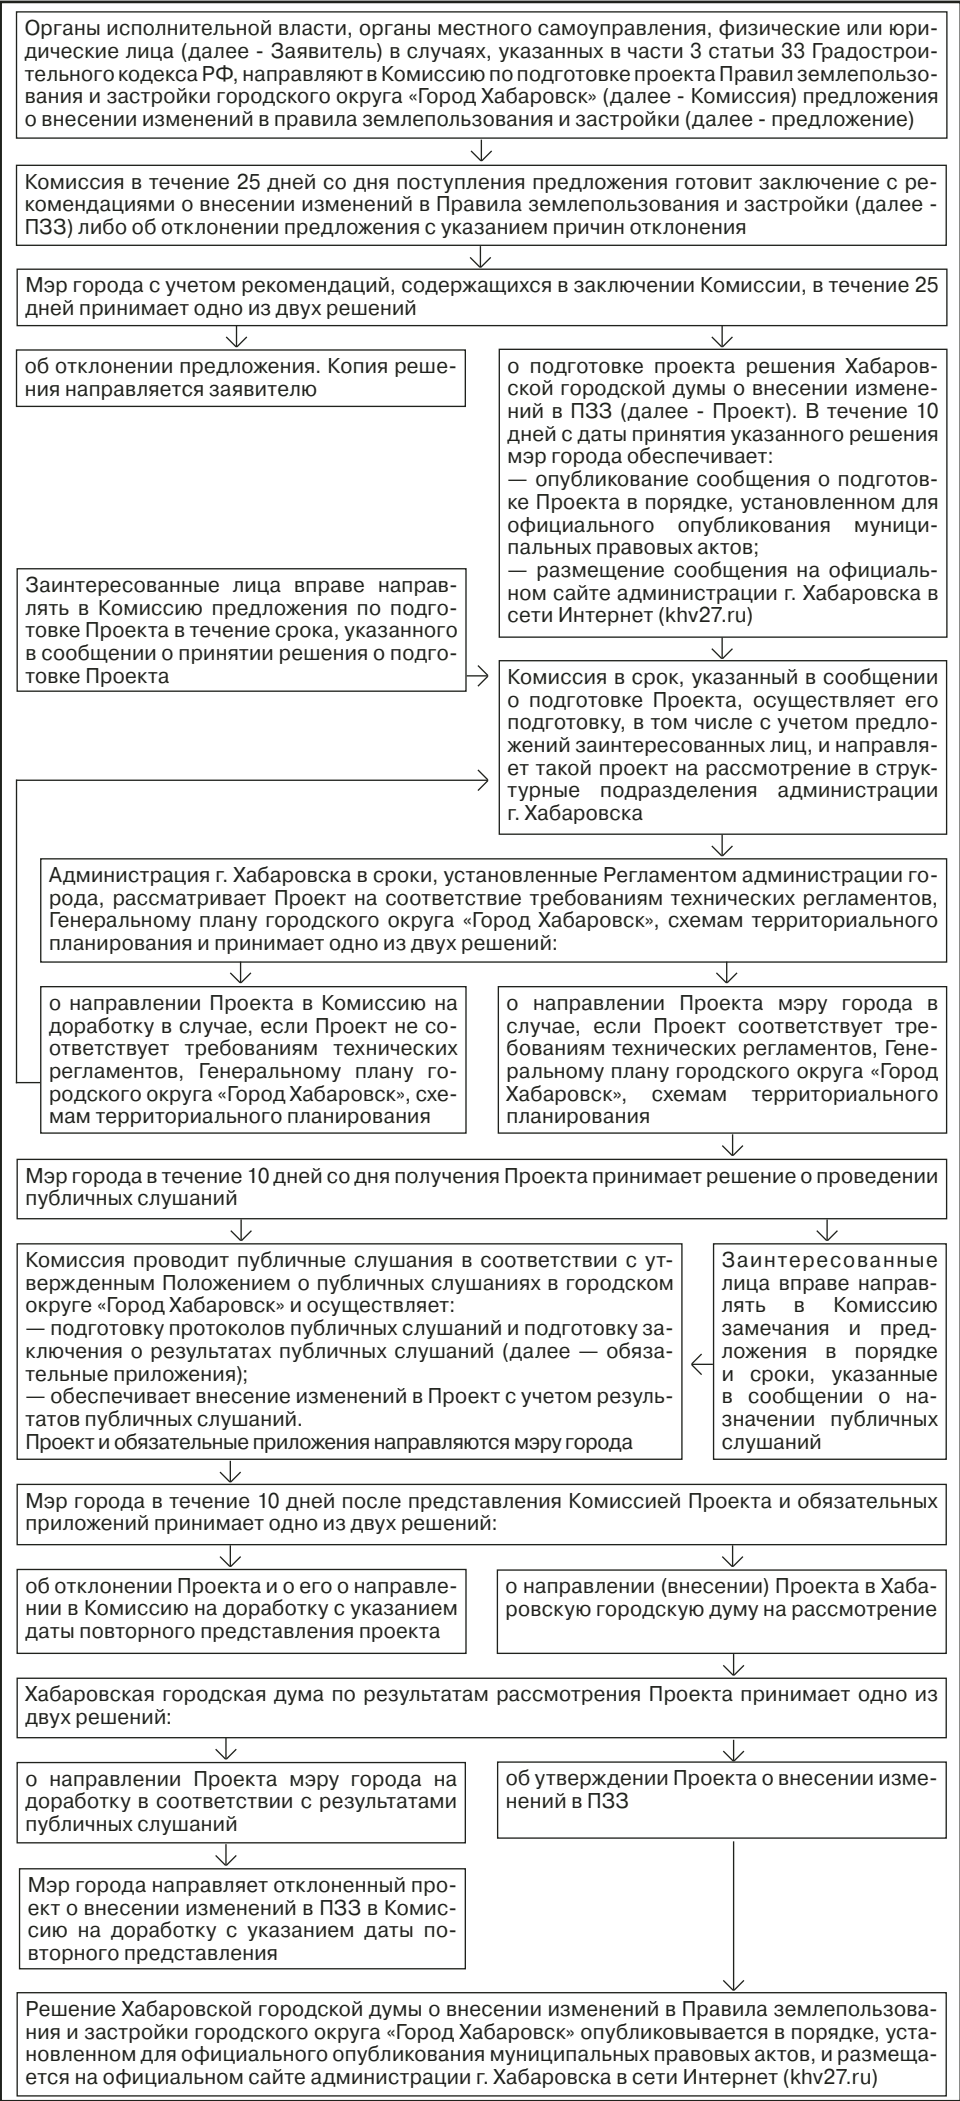 Органы исполнительной власти, органы местного самоуправления, физические или юри-
дические лица (далее - Заявитель) в случаях, указанных в части 3 статьи 33 Градострои-
тельного кодекса РФ, направляют в Комиссию по подготовке проекта Правил землепользо-
вания и застройки городского округа «Город Хабаровск» (далее - Комиссия) предложения
о внесении изменений в правила землепользования и застройки (далее - предложение)
Комиссия в течение 25 дней со дня поступления предложения готовит заключение с ре-
комендациями о внесении изменений в Правила землепользования и застройки (далее -
ПЗЗ) либо об отклонении предложения с указанием причин отклонения
Мэр города с учетом рекомендаций, содержащихся в заключении Комиссии, в течение 25
дней принимает одно из двух решений
об отклонении предложения. Копия реше-
ния направляется заявителю
о подготовке проекта решения Хабаров-
ской городской думы о внесении измене-
ний в ПЗЗ (далее - Проект). В течение 10
дней с даты принятия указанного решения
мэр города обеспечивает:
— опубликование сообщения о подготов-
ке Проекта в порядке, установленном для
официального опубликования муници-
пальных правовых актов;
— размещение сообщения на официаль-
ном сайте администрации г. Хабаровска в
сети Интернет (khv27.ru)
Заинтересованные лица вправе направ-
лять в Комиссию предложения по подго-
товке Проекта в течение срока, указанного
в сообщении о принятии решения о подго-
товке Проекта
Комиссия в срок, указанный в сообщении
о подготовке Проекта, осуществляет его
подготовку, в том числе с учетом предло-
жений заинтересованных лиц, и направля-
ет такой проект на рассмотрение в струк-
турные подразделения администрации
г. Хабаровска
Администрация г. Хабаровска в сроки, установленные Регламентом администрации го-
рода, рассматривает Проект на соответствие требованиям технических регламентов,
Генеральному плану городского округа «Город Хабаровск», схемам территориального
планирования и принимает одно из двух решений:
о направлении Проекта в Комиссию на
доработку в случае, если Проект не со-
ответствует требованиям технических
регламентов, Генеральному плану го-
родского округа «Город Хабаровск», схе-
мам территориального планирования
о направлении Проекта мэру города в
случае, если Проект соответствует тре-
бованиям технических регламентов, Гене-
ральному плану городского округа «Город
Хабаровск», схемам территориального
планирования
Мэр города в течение 10 дней со дня получения Проекта принимает решение о проведении
публичных слушаний
Комиссия проводит публичные слушания в соответствии с ут-
вержденным Положением о публичных слушаниях в городском
округе «Город Хабаровск» и осуществляет:
— подготовку протоколов публичных слушаний и подготовку за-
ключения о результатах публичных слушаний (далее — обяза-
тельные приложения);
— обеспечивает внесение изменений в Проект с учетом резуль-
татов публичных слушаний.
Проект и обязательные приложения направляются мэру города
Заинтересованные
лица вправе направ-
лять в Комиссию
замечания и пред-
ложения в порядке
и сроки, указанные
в сообщении о на-
значении публичных
слушаний
Мэр города в течение 10 дней после представления Комиссией Проекта и обязательных
приложений принимает одно из двух решений:
об отклонении Проекта и о его о направле-
нии в Комиссию на доработку с указанием
даты повторного представления проекта
о направлении (внесении) Проекта в Хаба-
ровскую городскую думу на рассмотрение
Хабаровская городская дума по результатам рассмотрения Проекта принимает одно из
двух решений:
о направлении Проекта мэру города на
доработку в соответствии с результатами
публичных слушаний
об утверждении Проекта о внесении изме-
нений в ПЗЗ
Мэр города направляет отклоненный про-
ект о внесении изменений в ПЗЗ в Комис-
сию на доработку с указанием даты по-
вторного представления
Решение Хабаровской городской думы о внесении изменений в Правила землепользова-
ния и застройки городского округа «Город Хабаровск» опубликовывается в порядке, уста-
новленном для официального опубликования муниципальных правовых актов, и размеща-
ется на официальном сайте администрации г. Хабаровска в сети Интернет (khv27.ru)